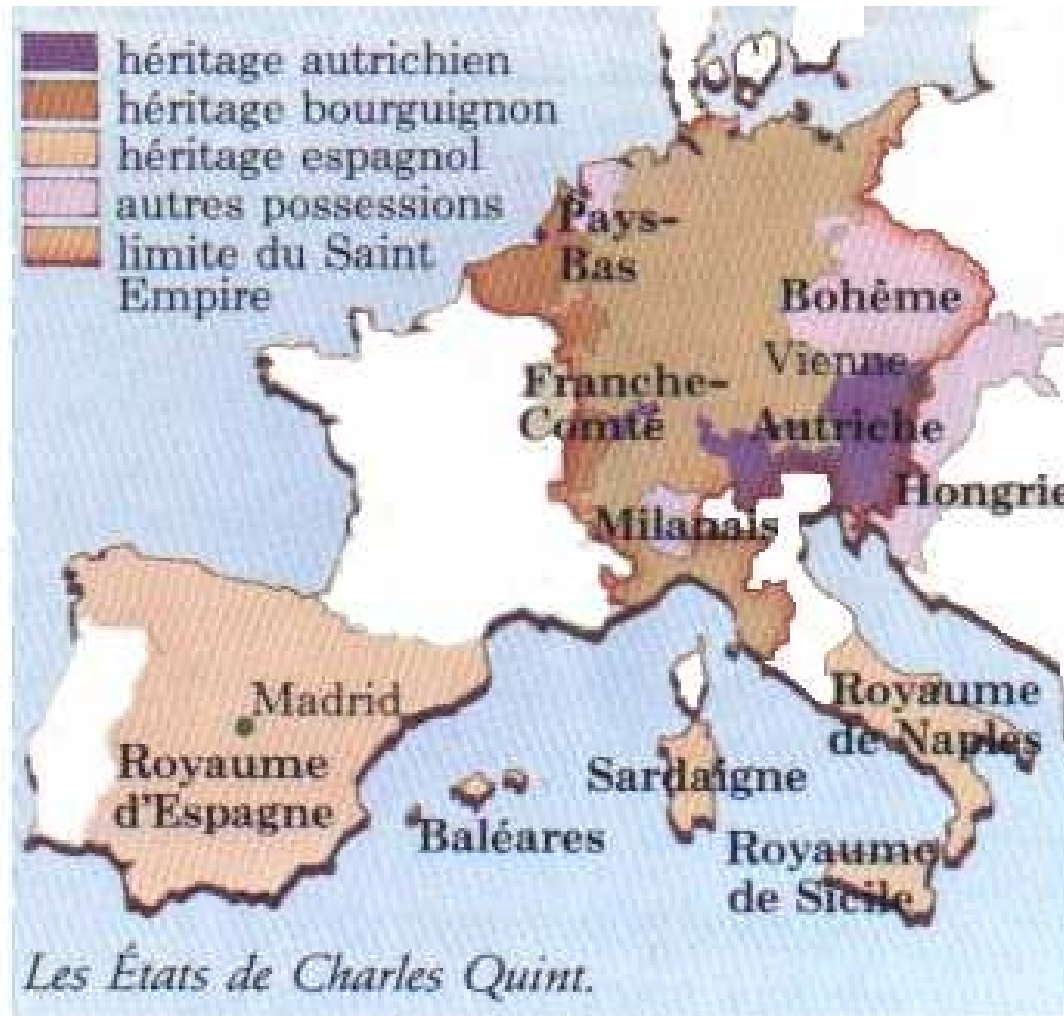 héritage autrichien
héritage bourguignon
héritage espagnol
autres possessions
limite du Saint
Empire
Pays-
Bas
Bohême
Vienne
Franche-
Comté
Autriche
Hongrie
Milanais
Madrid
Royaume
d'Espagne
Royaume
de Naples
Sardaigne
Baléares
Royaume
de Sicile
Les États de Charles Quint.